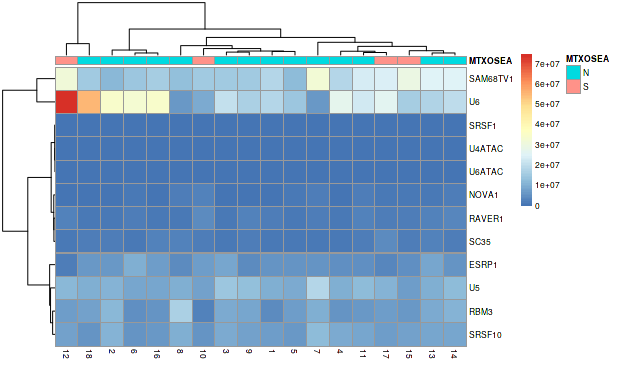 MTXOSEA
SAM68TV1
U6
SRSF1
U4ATAC
U6ATAC
NOVA1
RAVER1
SC35
ESRP1
U5
RBM3
SRSF10
12 18 2 6 16 8 10 3 9 1 5 7 4 11 17 15 13 14
7e+07
6e+07
5e+07
4e+07
3e+07
2e+07
1e+07
0
MTXOSEA
N
S